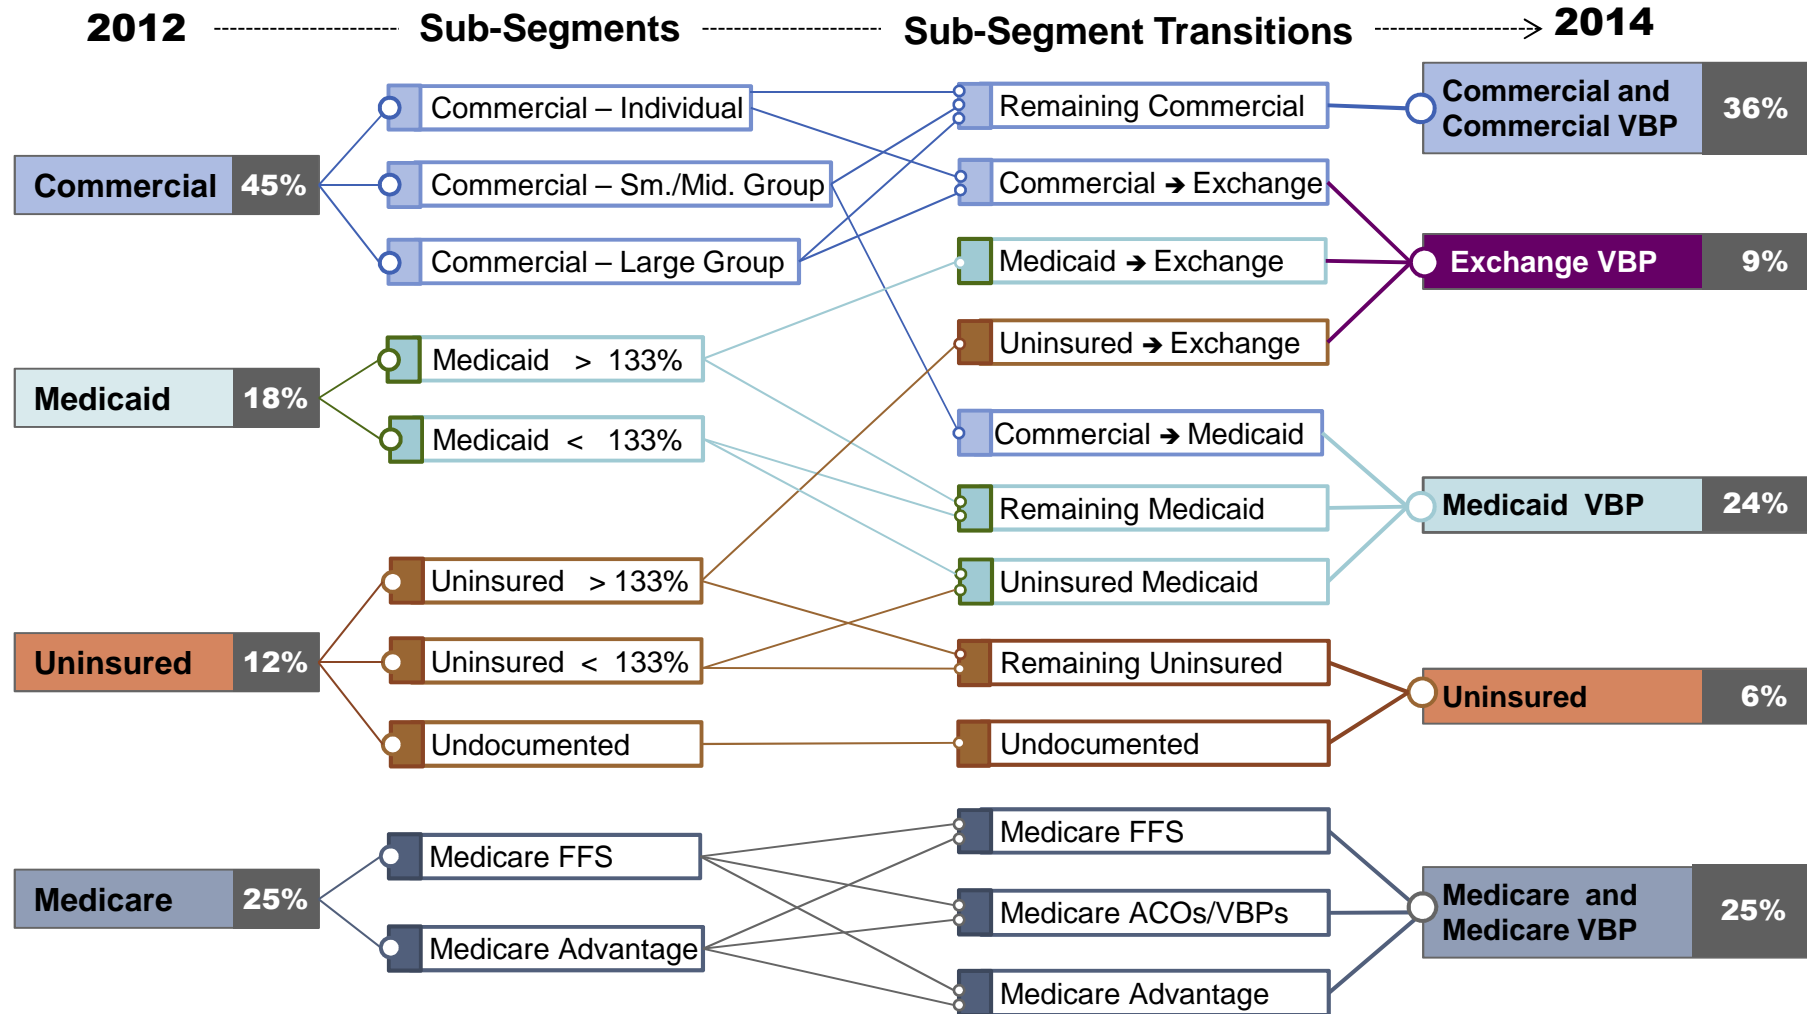 2012
Sub-Segments
Sub-Segment Transitions
2014
Commercial 45%
Medicaid 18%
Uninsured 12%
Medicare 25%
Commercial – Individual
Commercial – Sm./Mid. Group
Commercial – Large Group
Medicaid > 133%
Medicaid < 133%
Uninsured > 133%
Uninsured < 133%
Undocumented
Medicare FFS
Medicare Advantage
Remaining Commercial
Commercial ➔ Exchange
Medicaid ➔ Exchange
Uninsured ➔ Exchange
Commercial ➔ Medicaid
Remaining Medicaid
Uninsured Medicaid
Remaining Uninsured
Undocumented
Medicare FFS
Medicare ACOs/VBPs
Medicare Advantage
Commercial and
Commercial VBP
36%
Exchange VBP 9%
Medicaid VBP 24%
Uninsured 6%
Medicare and
Medicare VBP
25%